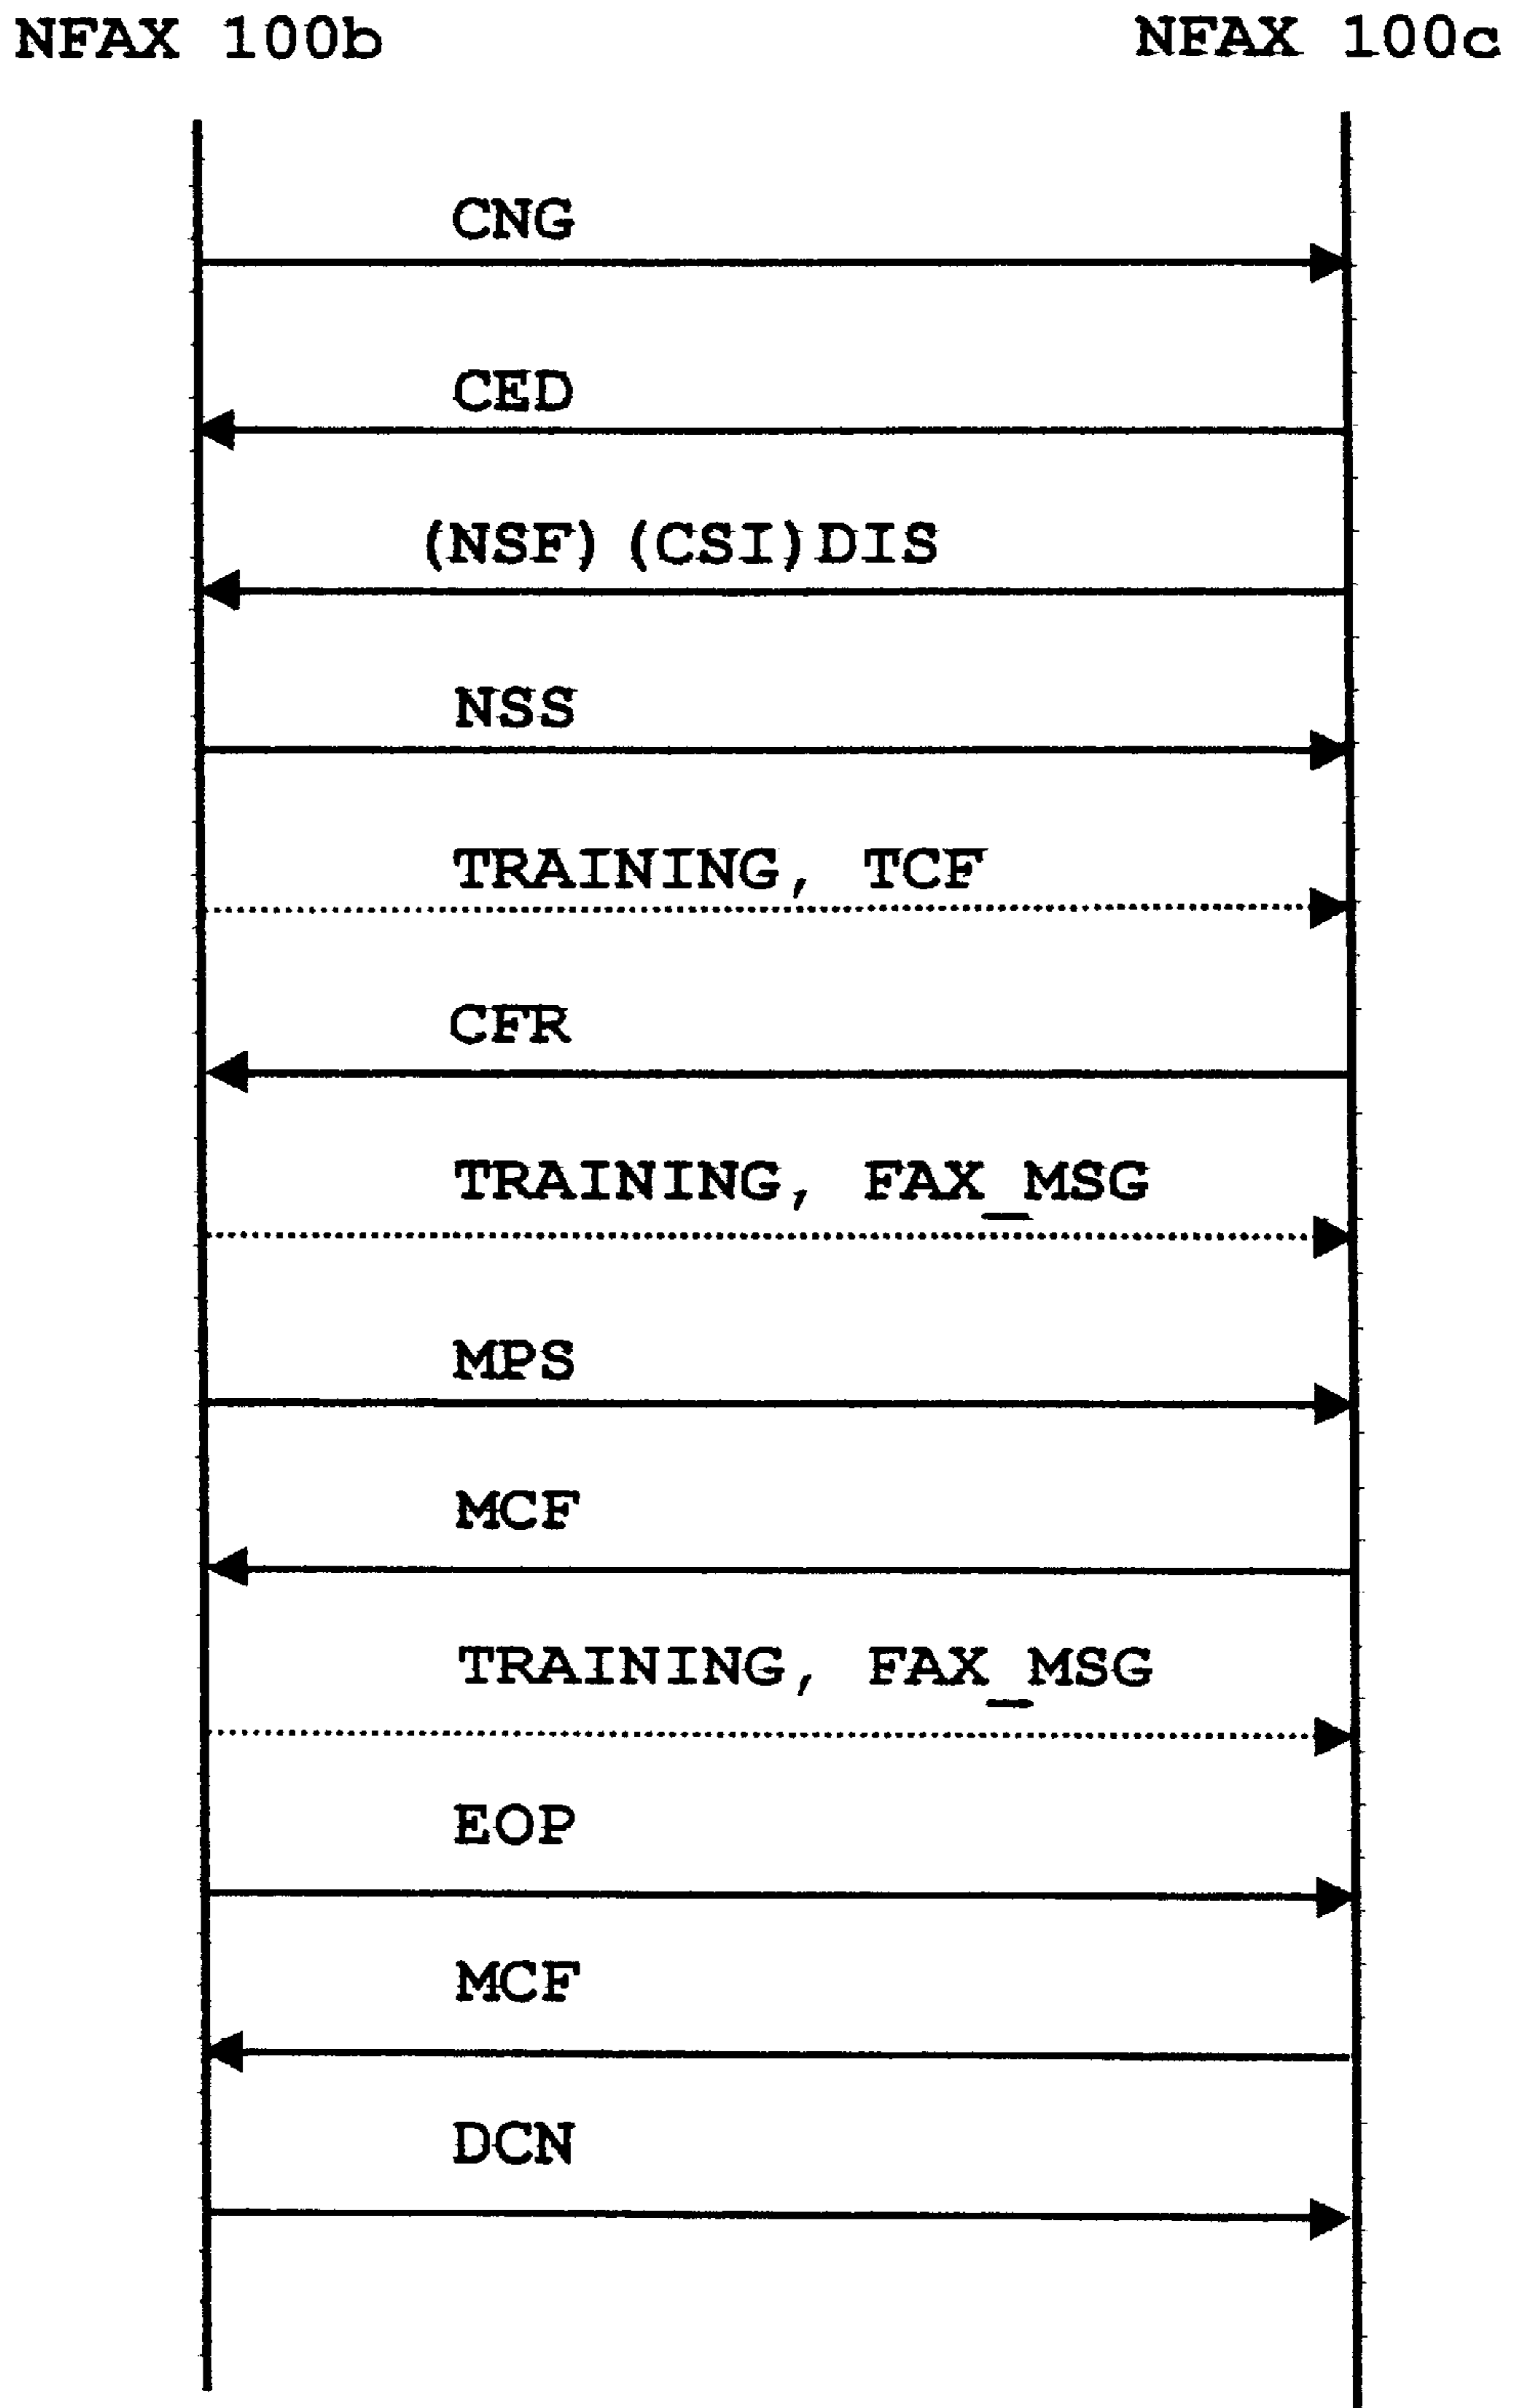 NFAX 100b NFAX 100c
CNG
CED
(NSF) (CSI)DIS
NSS
TRAINING, TCF
CFR
TRAINING, FAX_MSG
MPS
MCF
TRAINING, FAX_MSG
EOP
MCF
DCN